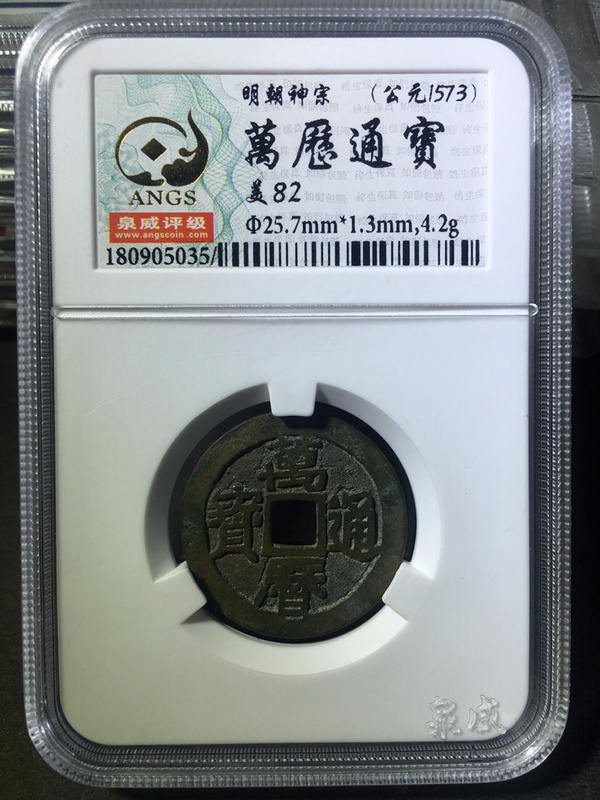 明朝神宗 （公元1573）
萬歷通寶
美82
Φ25.7mm*1.3mm,4.2g
ANGS
泉威评级
www.angscoin.com
180905035/
萬曆通寶
泉威